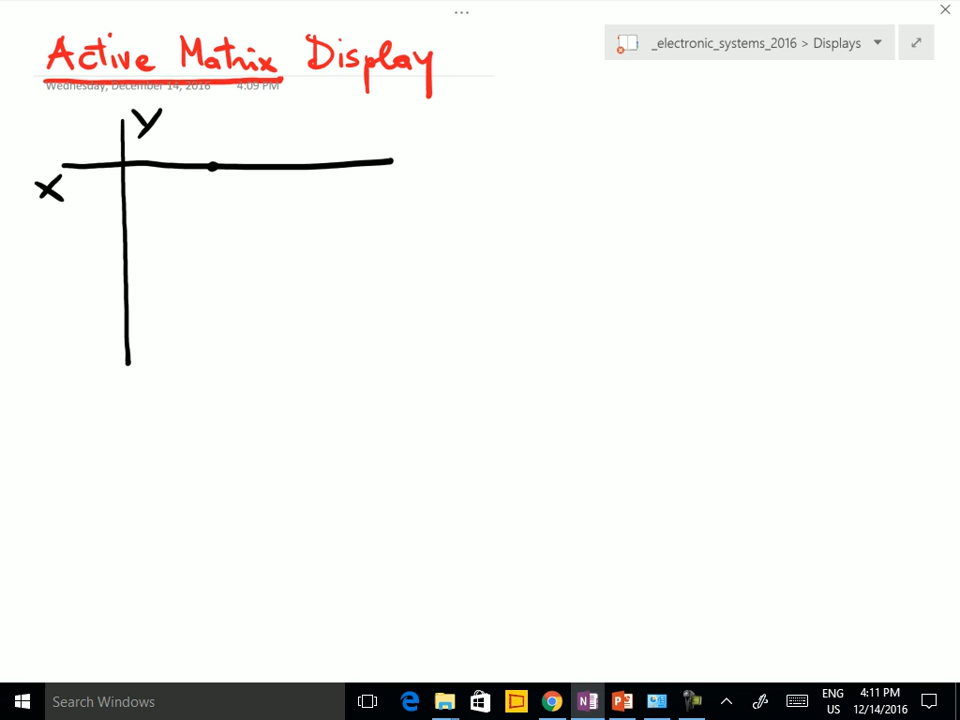 ...
_electronic_systems_2016 > Displays
Active Matrix Display
Wednesday, December 14, 2016 4:09 PM
y
x
Search Windows
ENG
US
4:11 PM
12/14/2016